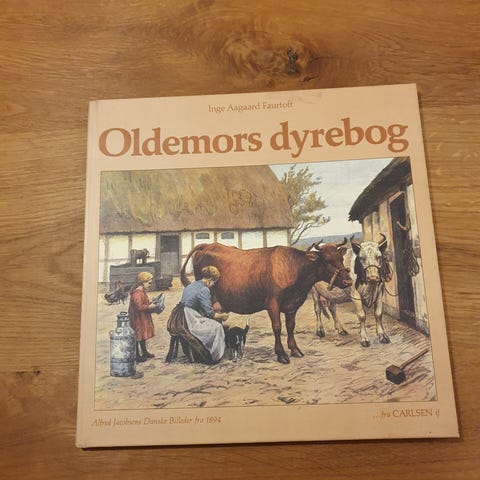 Inge Aagaard Faurtoft
Oldemors dyrebog
Alfred Jacobsens Danske Billeder fra 1894
...fra CARLSEN if